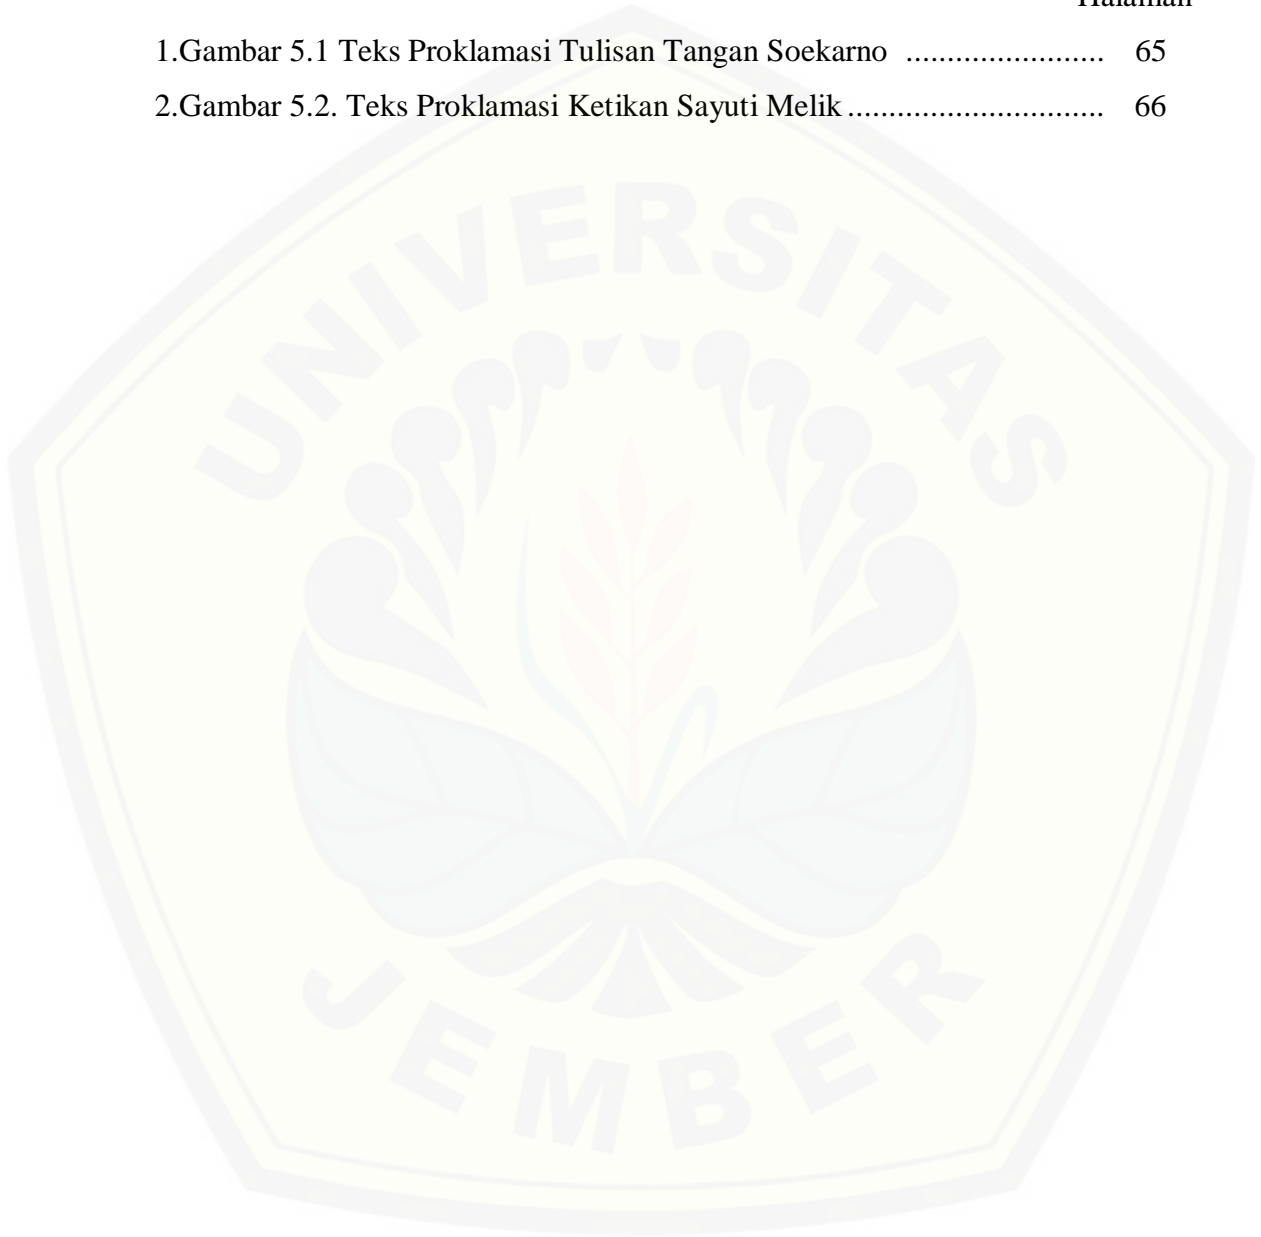 Halaman
1.Gambar 5.1 Teks Proklamasi Tulisan Tangan Soekarno ........................ 65
2.Gambar 5.2. Teks Proklamasi Ketikan Sayuti Melik ............................... 66
UNIVERSITAS
JEMBER